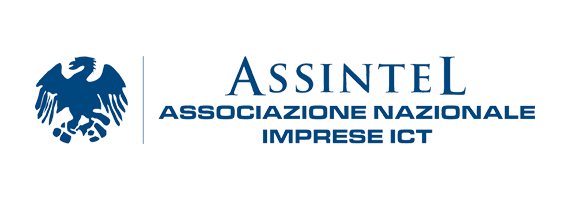 ASSINTEL
ASSOCIAZIONE NAZIONALE
IMPRESE ICT